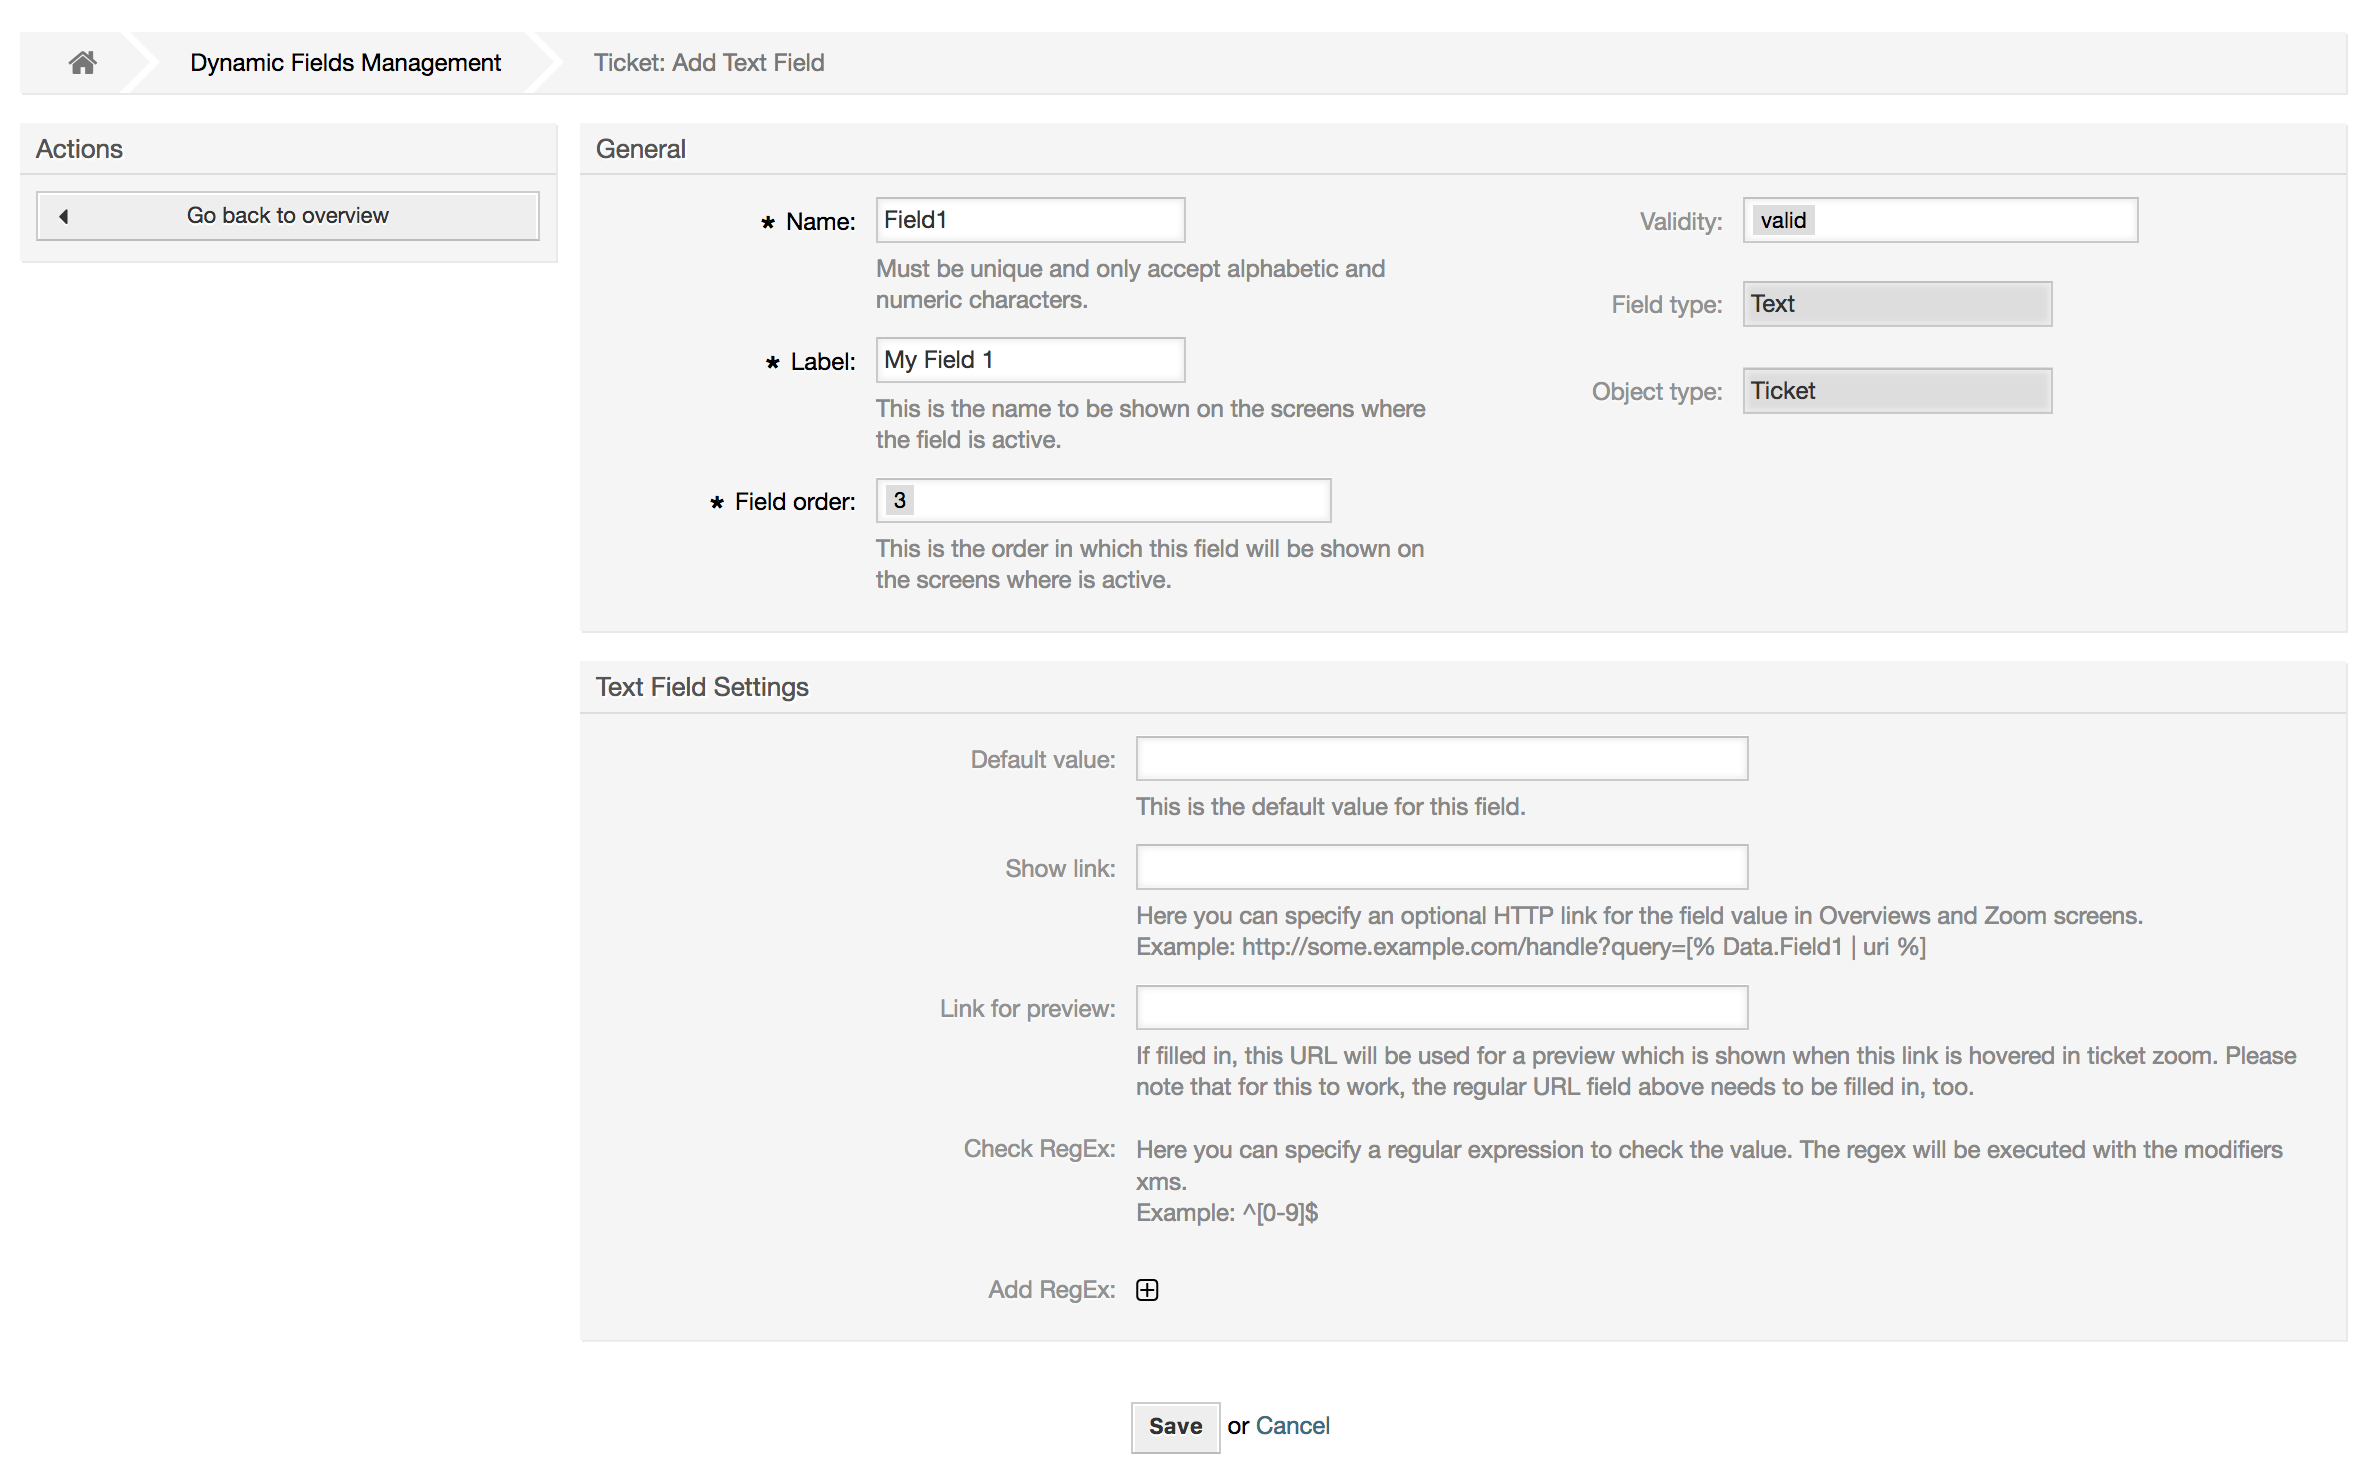 Dynamic Fields Management
Ticket: Add Text Field
Actions
Go back to overview
General
* Name: Field1
Must be unique and only accept alphabetic and
numeric characters.
* Label: My Field 1
This is the name to be shown on the screens where
the field is active.
* Field order: 3
This is the order in which this field will be shown on
the screens where is active.
Validity: valid
Field type: Text
Object type: Ticket
Text Field Settings
Default value:
This is the default value for this field.
Show link:
Here you can specify an optional HTTP link for the field value in Overviews and Zoom screens.
Example: http://some.example.com/handle?query=[% Data.Field1 | uri %]
Link for preview:
If filled in, this URL will be used for a preview which is shown when this link is hovered in ticket zoom. Please
note that for this to work, the regular URL field above needs to be filled in, too.
Check RegEx: Here you can specify a regular expression to check the value. The regex will be executed with the modifiers
xms.
Example: ^[0-9]$
Add RegEx:
Save or Cancel